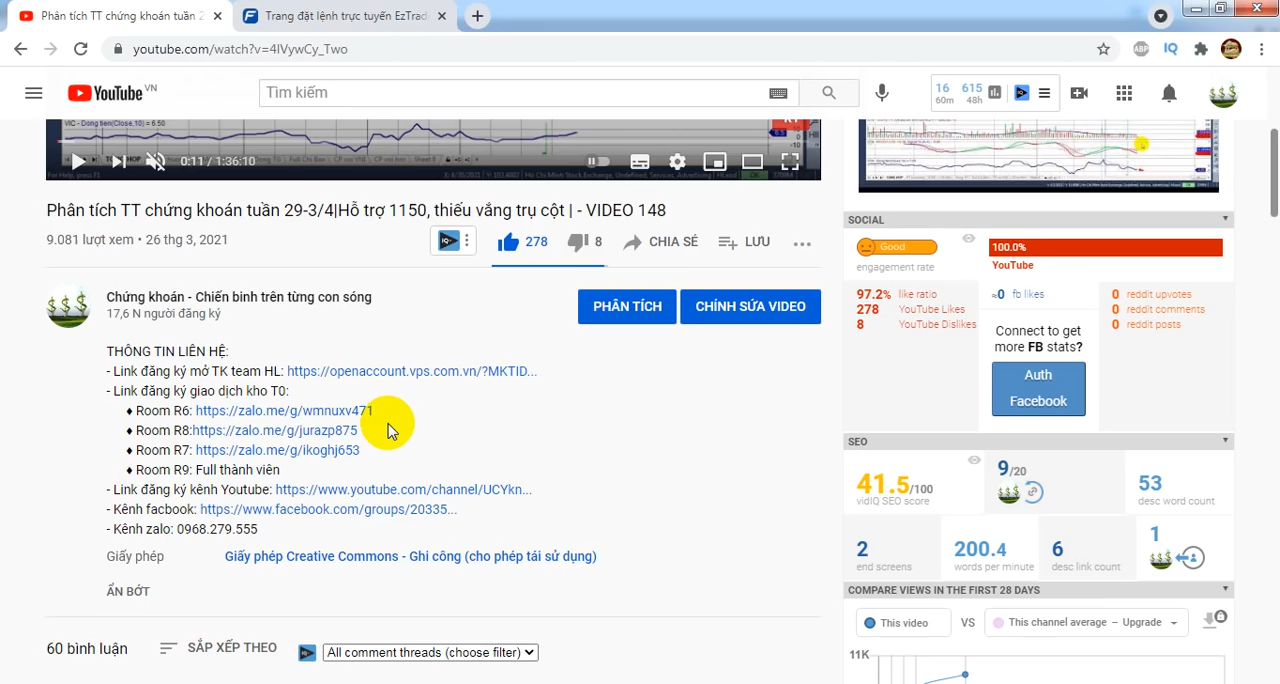 Phân tích TT chứng khoán tuần 2
Trang đặt lệnh trực tuyến EzTrad
youtube.com/watch?v=4IVywCy_Two
ABP
IQ
YouTube VN
Tìm kiếm
16 615
60m 48h
VIC - Dong tien(Close,10) = 6.50
0:11 / 1:36:10
For Help, press F1
Phân tích TT chứng khoán tuần 29-3/4|Hỗ trợ 1150, thiếu vắng trụ cột | - VIDEO 148
9.081 lượt xem • 26 thg 3, 2021
278
8
CHIA SẺ
LƯU
Chứng khoán - Chiến binh trên từng con sóng
17,6 N người đăng ký
PHÂN TÍCH
CHỈNH SỬA VIDEO
THÔNG TIN LIÊN HỆ:
- Link đăng ký mở TK team HL: https://openaccount.vps.com.vn/?MKTID...
- Link đăng ký giao dịch kho T0:
♦ Room R6: https://zalo.me/g/wmnuxv471
♦ Room R8:https://zalo.me/g/jurazp875
♦ Room R7: https://zalo.me/g/ikoghj653
♦ Room R9: Full thành viên
- Link đăng ký kênh Youtube: https://www.youtube.com/channel/UCYkn...
- Kênh facbook: https://www.facebook.com/groups/20335...
- Kênh zalo: 0968.279.555
Giấy phép
Giấy phép Creative Commons - Ghi công (cho phép tái sử dụng)
ẨN BỚT
60 bình luận
SẮP XẾP THEO
All comment threads (choose filter)
SOCIAL
Good
engagement rate
100.0%
YouTube
97.2% like ratio
278 YouTube Likes
8 YouTube Dislikes
≈0 fb likes
Connect to get
more FB stats?
Auth
Facebook
0 reddit upvotes
0 reddit comments
0 reddit posts
SEO
41.5/100
vidIQ SEO score
9/20
53
desc word count
2
end screens
200.4
words per minute
6
desc link count
1
COMPARE VIEWS IN THE FIRST 28 DAYS
This video
VS
This channel average – Upgrade
11K